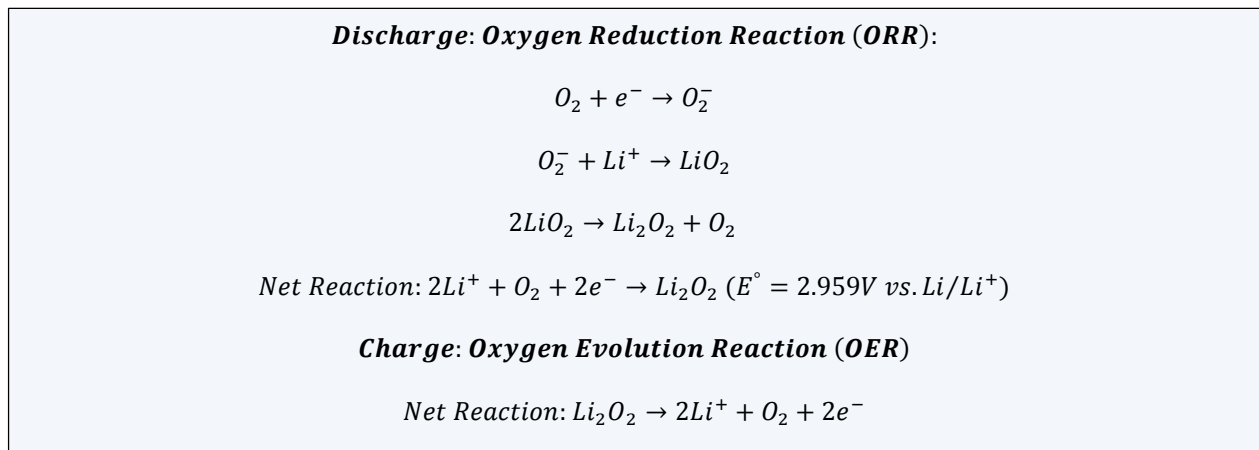 Discharge: Oxygen Reduction Reaction (ORR):
O₂ + e⁻ → O₂⁻
O₂⁻ + Li⁺ → LiO₂
2LiO₂ → Li₂O₂ + O₂
Net Reaction: 2Li⁺ + O₂ + 2e⁻ → Li₂O₂ (E° = 2.959V vs. Li/Li⁺)
Charge: Oxygen Evolution Reaction (OER)
Net Reaction: Li₂O₂ → 2Li⁺ + O₂ + 2e⁻